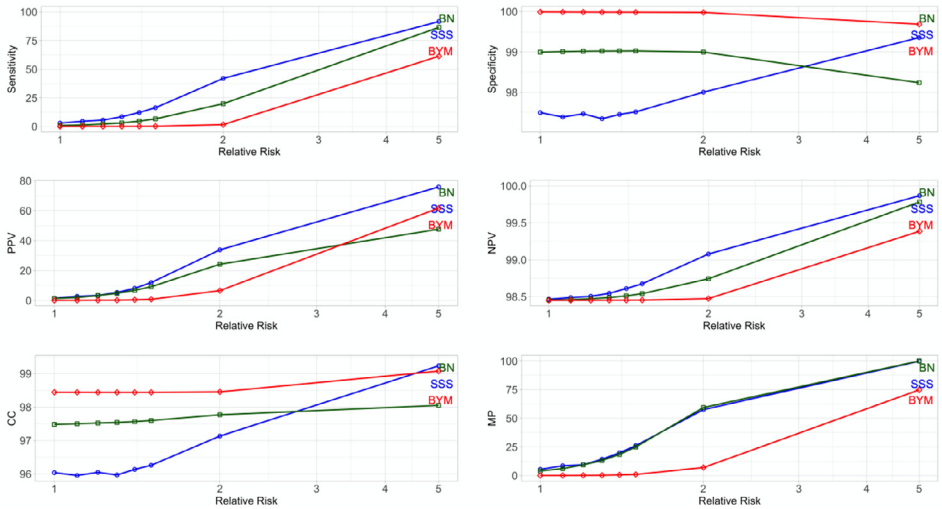 Sensitivity
100
75
50
25
0
BN
SSS
BYM
1
2
3
4
5
Relative Risk
Specificity
100
99
98
BN
SSS
BYM
1
2
3
4
5
Relative Risk
PPV
80
60
40
20
0
BN
SSS
BYM
1
2
3
4
5
Relative Risk
NPV
100.0
99.5
99.0
98.5
BN
SSS
BYM
1
2
3
4
5
Relative Risk
CC
99
98
97
96
BN
SSS
BYM
1
2
3
4
5
Relative Risk
MP
100
75
50
25
0
BN
SSS
BYM
1
2
3
4
5
Relative Risk